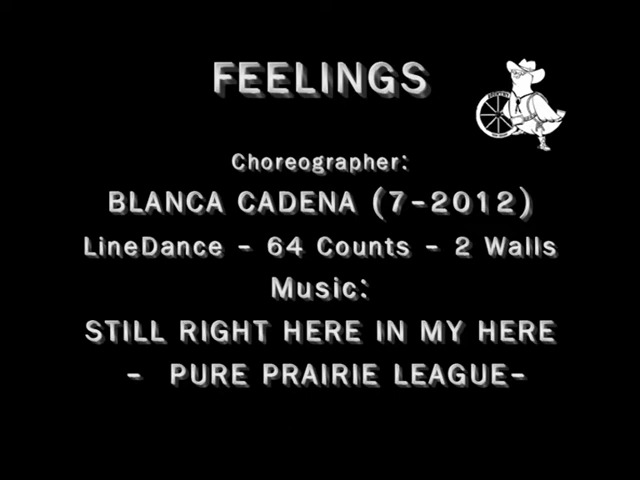 FEELINGS
Choreographer:
BLANCA CADENA (7-2012)
LineDance - 64 Counts - 2 Walls
Music:
STILL RIGHT HERE IN MY HERE
- PURE PRAIRIE LEAGUE-